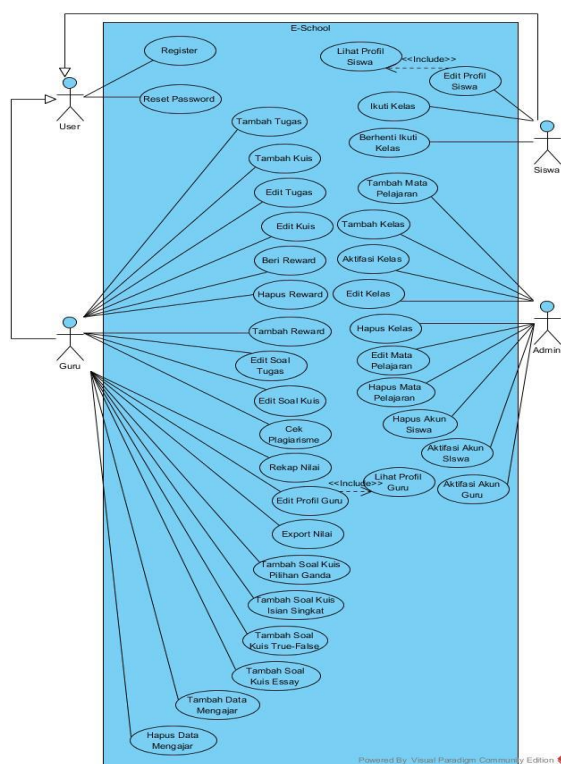 E-School
Register
Reset Password
User
Lihat Profil
Siswa
<<Include>>
Edit Profil
Siswa
Ikuti Kelas
Berhenti Ikuti
Kelas
Siswa
Tambah Tugas
Tambah Kuis
Edit Tugas
Edit Kuis
Beri Reward
Hapus Reward
Tambah Reward
Edit Soal
Tugas
Edit Soal Kuis
Cek
Plagiarisme
Rekap Nilai
Edit Profil Guru
<<Include>>
Lihat Profil
Guru
Export Nilai
Tambah Soal Kuis
Pilihan Ganda
Tambah Soal Kuis
Isian Singkat
Tambah Soal
Kuis True-False
Tambah Soal
Kuis Essay
Tambah Data
Mengajar
Hapus Data
Mengajar
Guru
Tambah Mata
Pelajaran
Tambah Kelas
Aktifasi Kelas
Edit Kelas
Hapus Kelas
Edit Mata
Pelajaran
Hapus Mata
Pelajaran
Hapus Akun
Siswa
Aktifasi Akun
SIswa
Aktifasi Akun
Guru
Admin
Powered By Visual Paradigm Community Edition